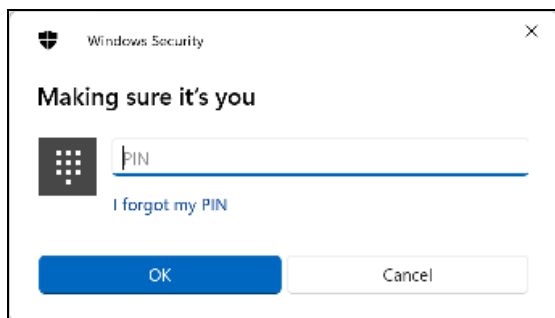 Windows Security
Making sure it's you
PIN
I forgot my PIN
OK
Cancel